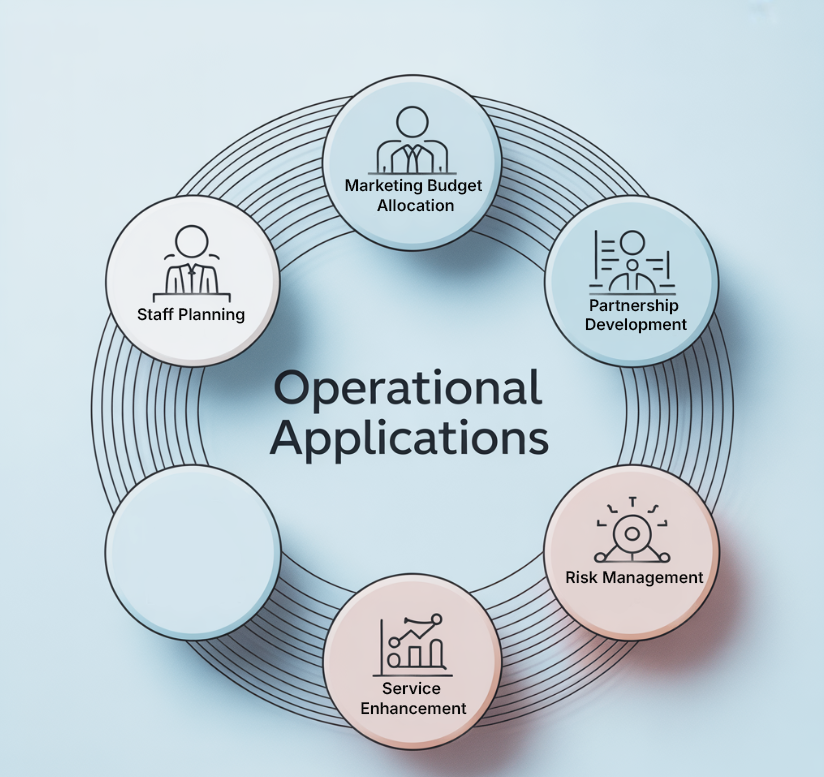 Marketing Budget
Allocation
Staff Planning
Partnership
Development
Operational
Applications
Risk Management
Service
Enhancement